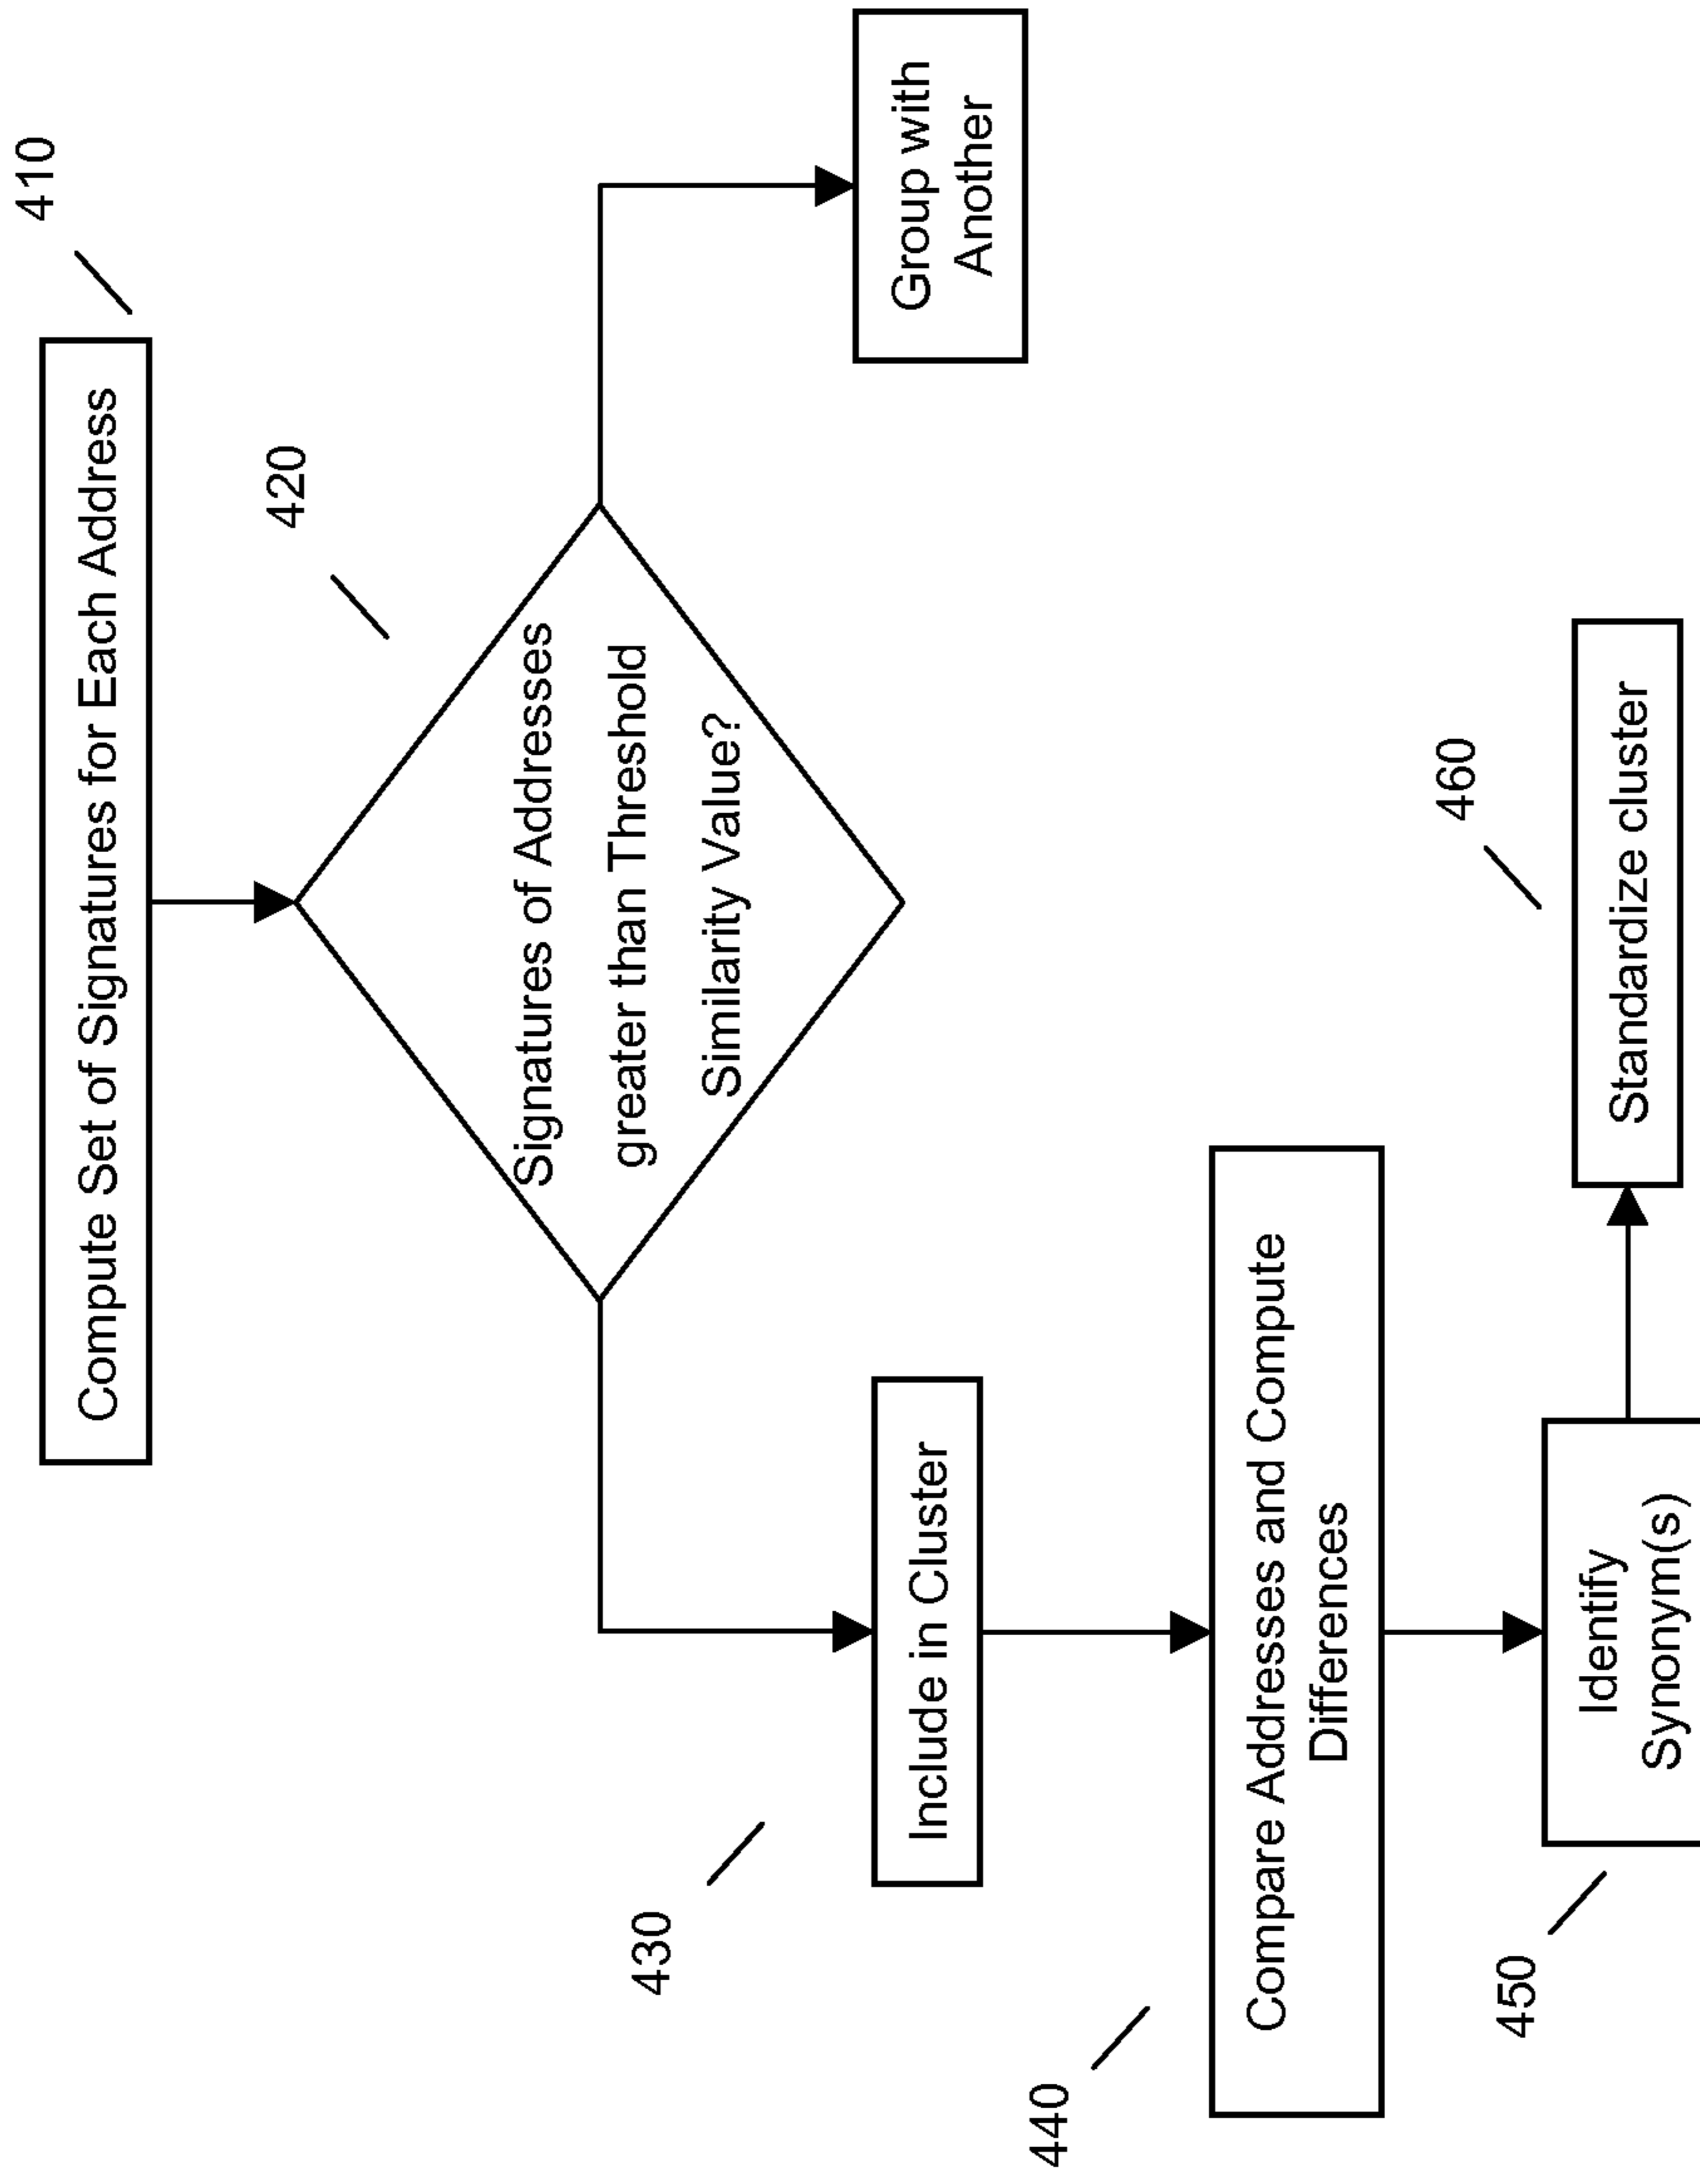 410
Compute Set of Signatures for Each Address
420
Signatures of Addresses
greater than Threshold
Similarity Value?
430
Include in Cluster
Group with
Another
440
Compare Addresses and Compute
Differences
450
Identify
Synonym(s)
460
Standardize cluster